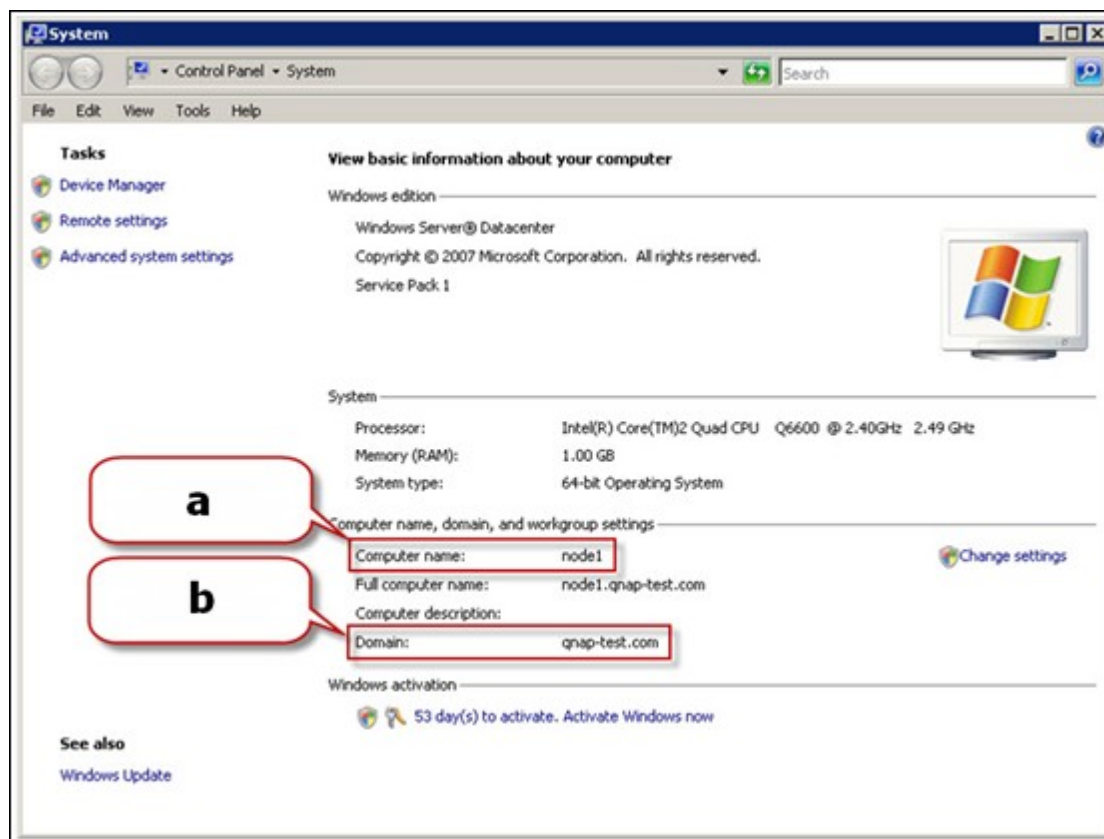 System
Control Panel System
Search
File Edit View Tools Help
Tasks
Device Manager
Remote settings
Advanced system settings
See also
Windows Update
View basic information about your computer
Windows edition
Windows Server® Datacenter
Copyright © 2007 Microsoft Corporation. All rights reserved.
Service Pack 1
System
Processor: Intel(R) Core(TM)2 Quad CPU Q6600 @ 2.40GHz 2.49 GHz
Memory (RAM): 1.00 GB
System type: 64-bit Operating System
Computer name, domain, and workgroup settings
a
Computer name: node1
Change settings
Full computer name: node1.qnap-test.com
Computer description:
b
Domain: qnap-test.com
Windows activation
53 day(s) to activate. Activate Windows now